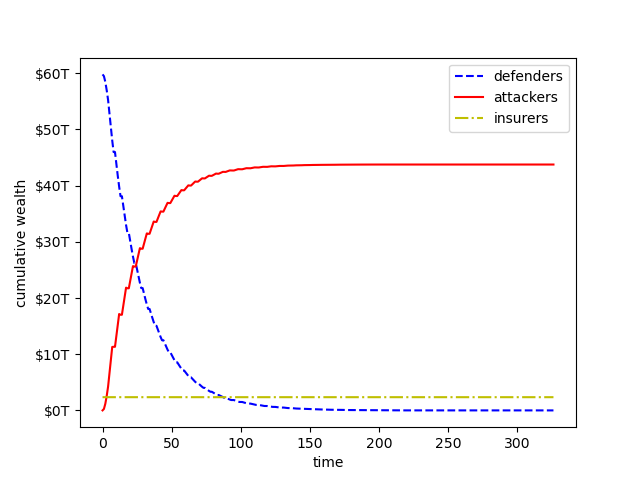 $60T
$50T
$40T
$30T
$20T
$10T
$0T
cumulative wealth
defenders
attackers
insurers
0 50 100 150 200 250 300
time